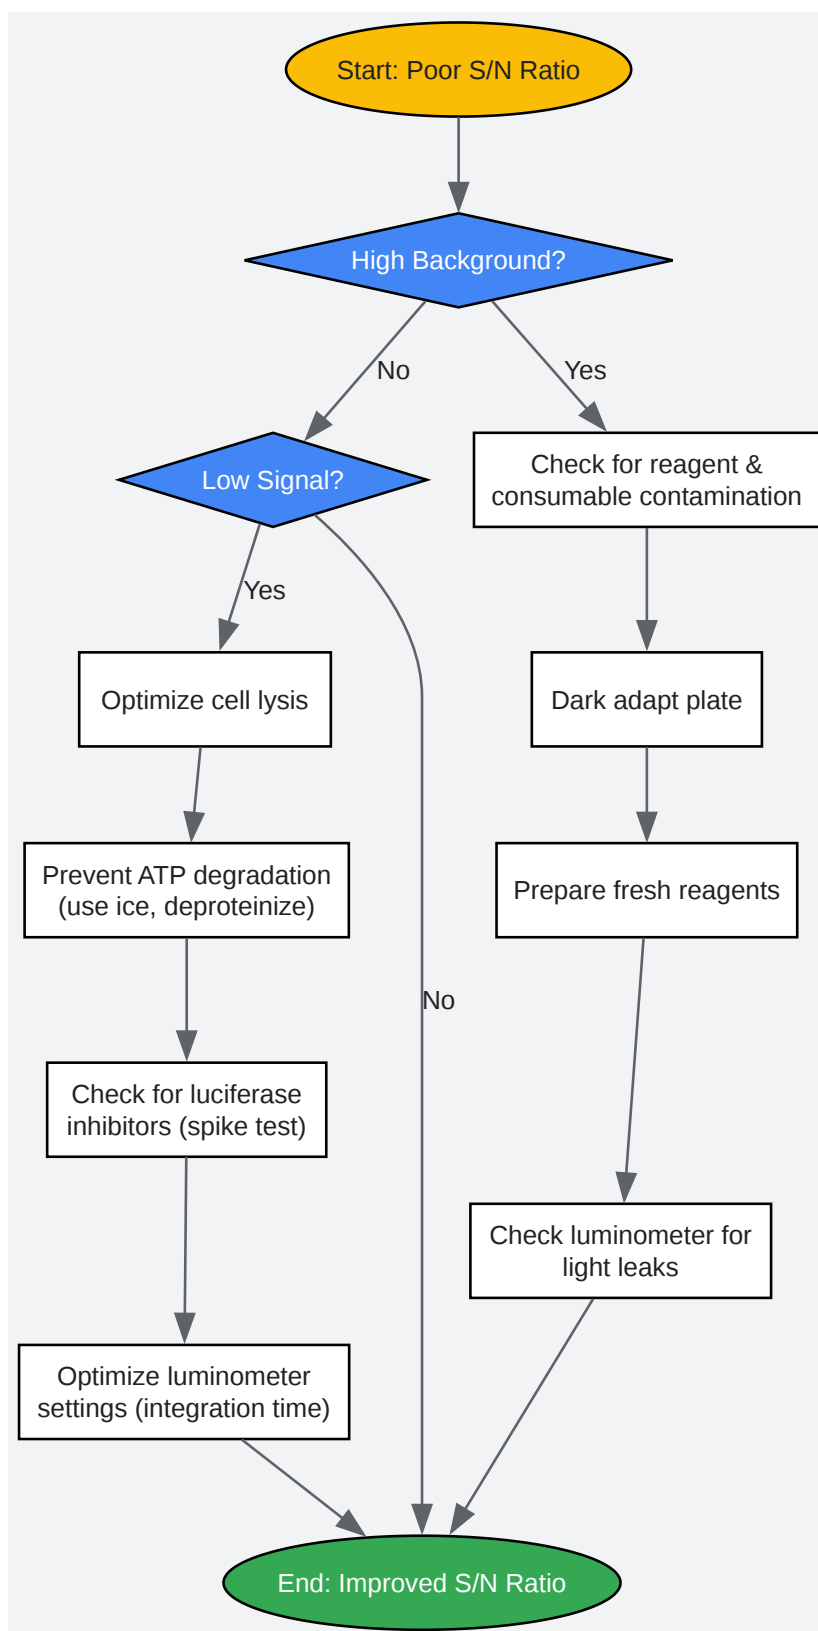 Start: Poor S/N Ratio
High Background?
No
Yes
Low Signal?
Check for reagent &
consumable contamination
Yes
Optimize cell lysis
Dark adapt plate
Prevent ATP degradation
(use ice, deproteinize)
Prepare fresh reagents
No
Check for luciferase
inhibitors (spike test)
Check luminometer for
light leaks
Optimize luminometer
settings (integration time)
End: Improved S/N Ratio